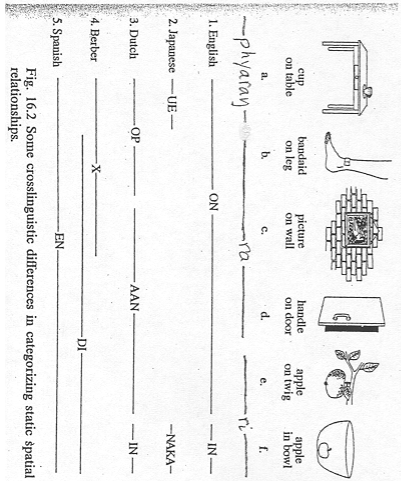 cup bandaid picture handle apple apple
on table on leg on wall on door on twig in bowl
a. b. c. d. e. f.
ra ri
1. English ON IN
2. Japanese UE NAKA
3. Dutch OP AAN IN
4. Berber X DI
5. Spanish EN
Fig. 16.2 Some crosslinguistic differences in categorizing static spatial
relationships.